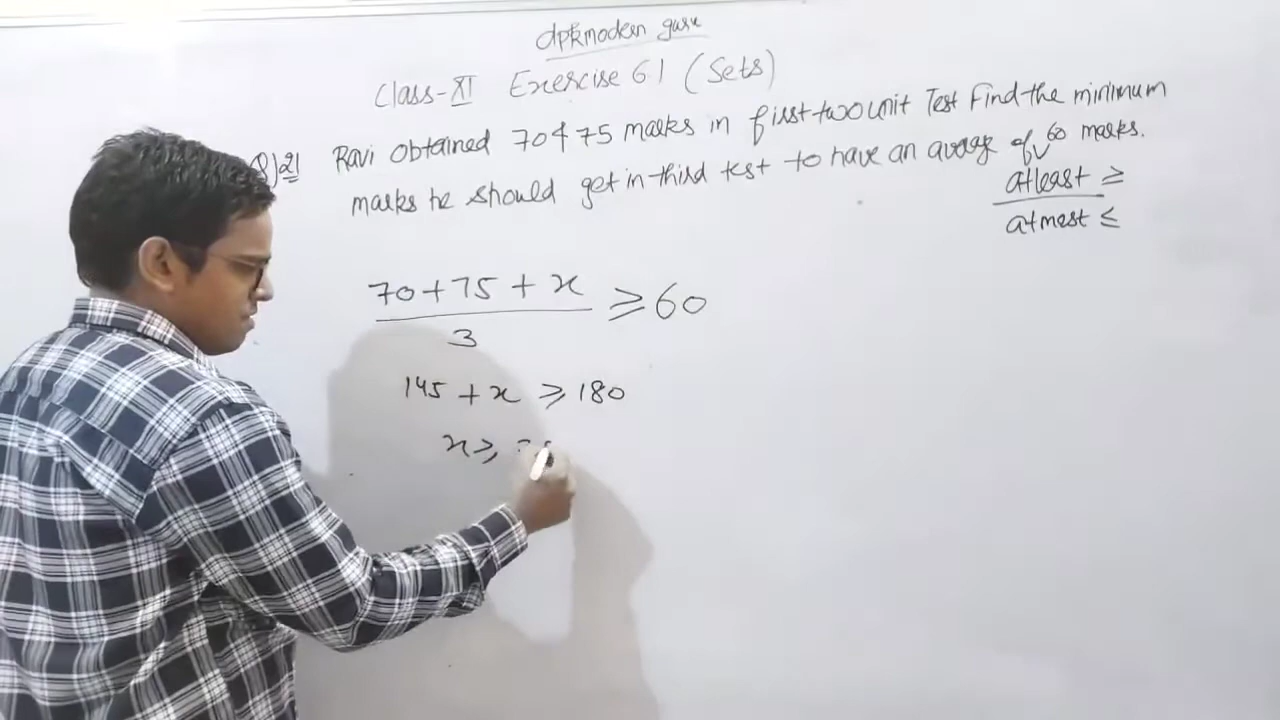 dpkmodern guru
Class-XI Exercise 6.1 (Sets)
Q)21 Ravi obtained 70 & 75 marks in first two unit Test Find the minimum
marks he should get in third test to have an average of 60 marks.
atleast ≥
atmost ≤
70+75+x
3
≥60
145+x ≥180
x≥